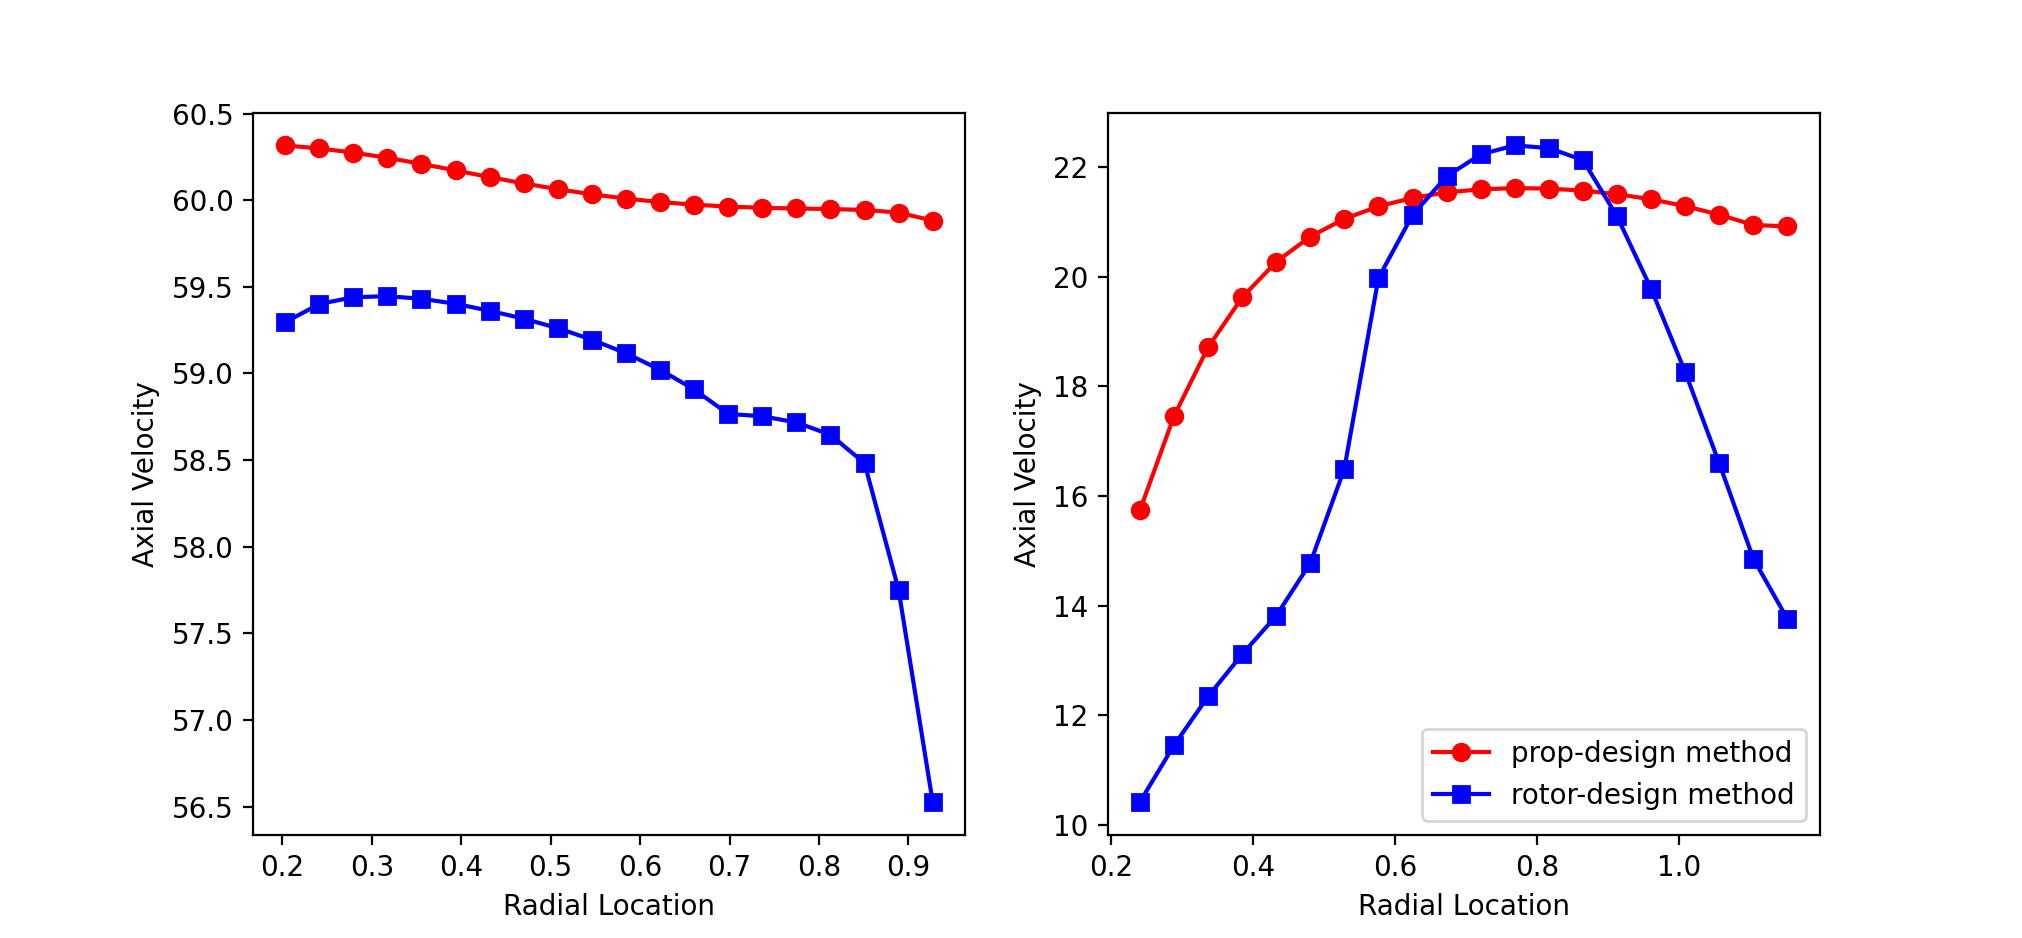 60.5
60.0
59.5
59.0
58.5
58.0
57.5
57.0
56.5
Axial Velocity
0.2 0.3 0.4 0.5 0.6 0.7 0.8 0.9
Radial Location
22
20
18
16
14
12
10
Axial Velocity
0.2 0.4 0.6 0.8 1.0
Radial Location
prop-design method
rotor-design method